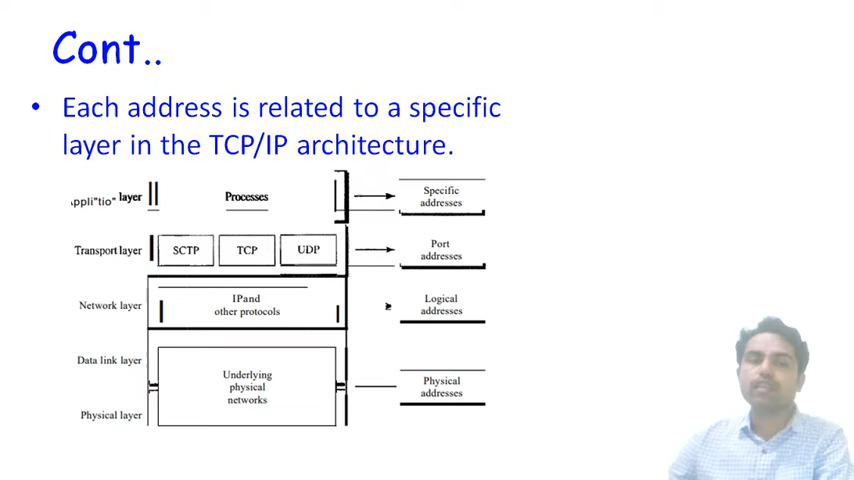 Cont..
• Each address is related to a specific
layer in the TCP/IP architecture.
Appli"tio" layer
Processes
Specific
addresses
Transport layer
SCTP
TCP
UDP
Port
addresses
Network layer
IPand
other protocols
Logical
addresses
Data link layer
Underlying
physical
networks
Physical
addresses
Physical layer